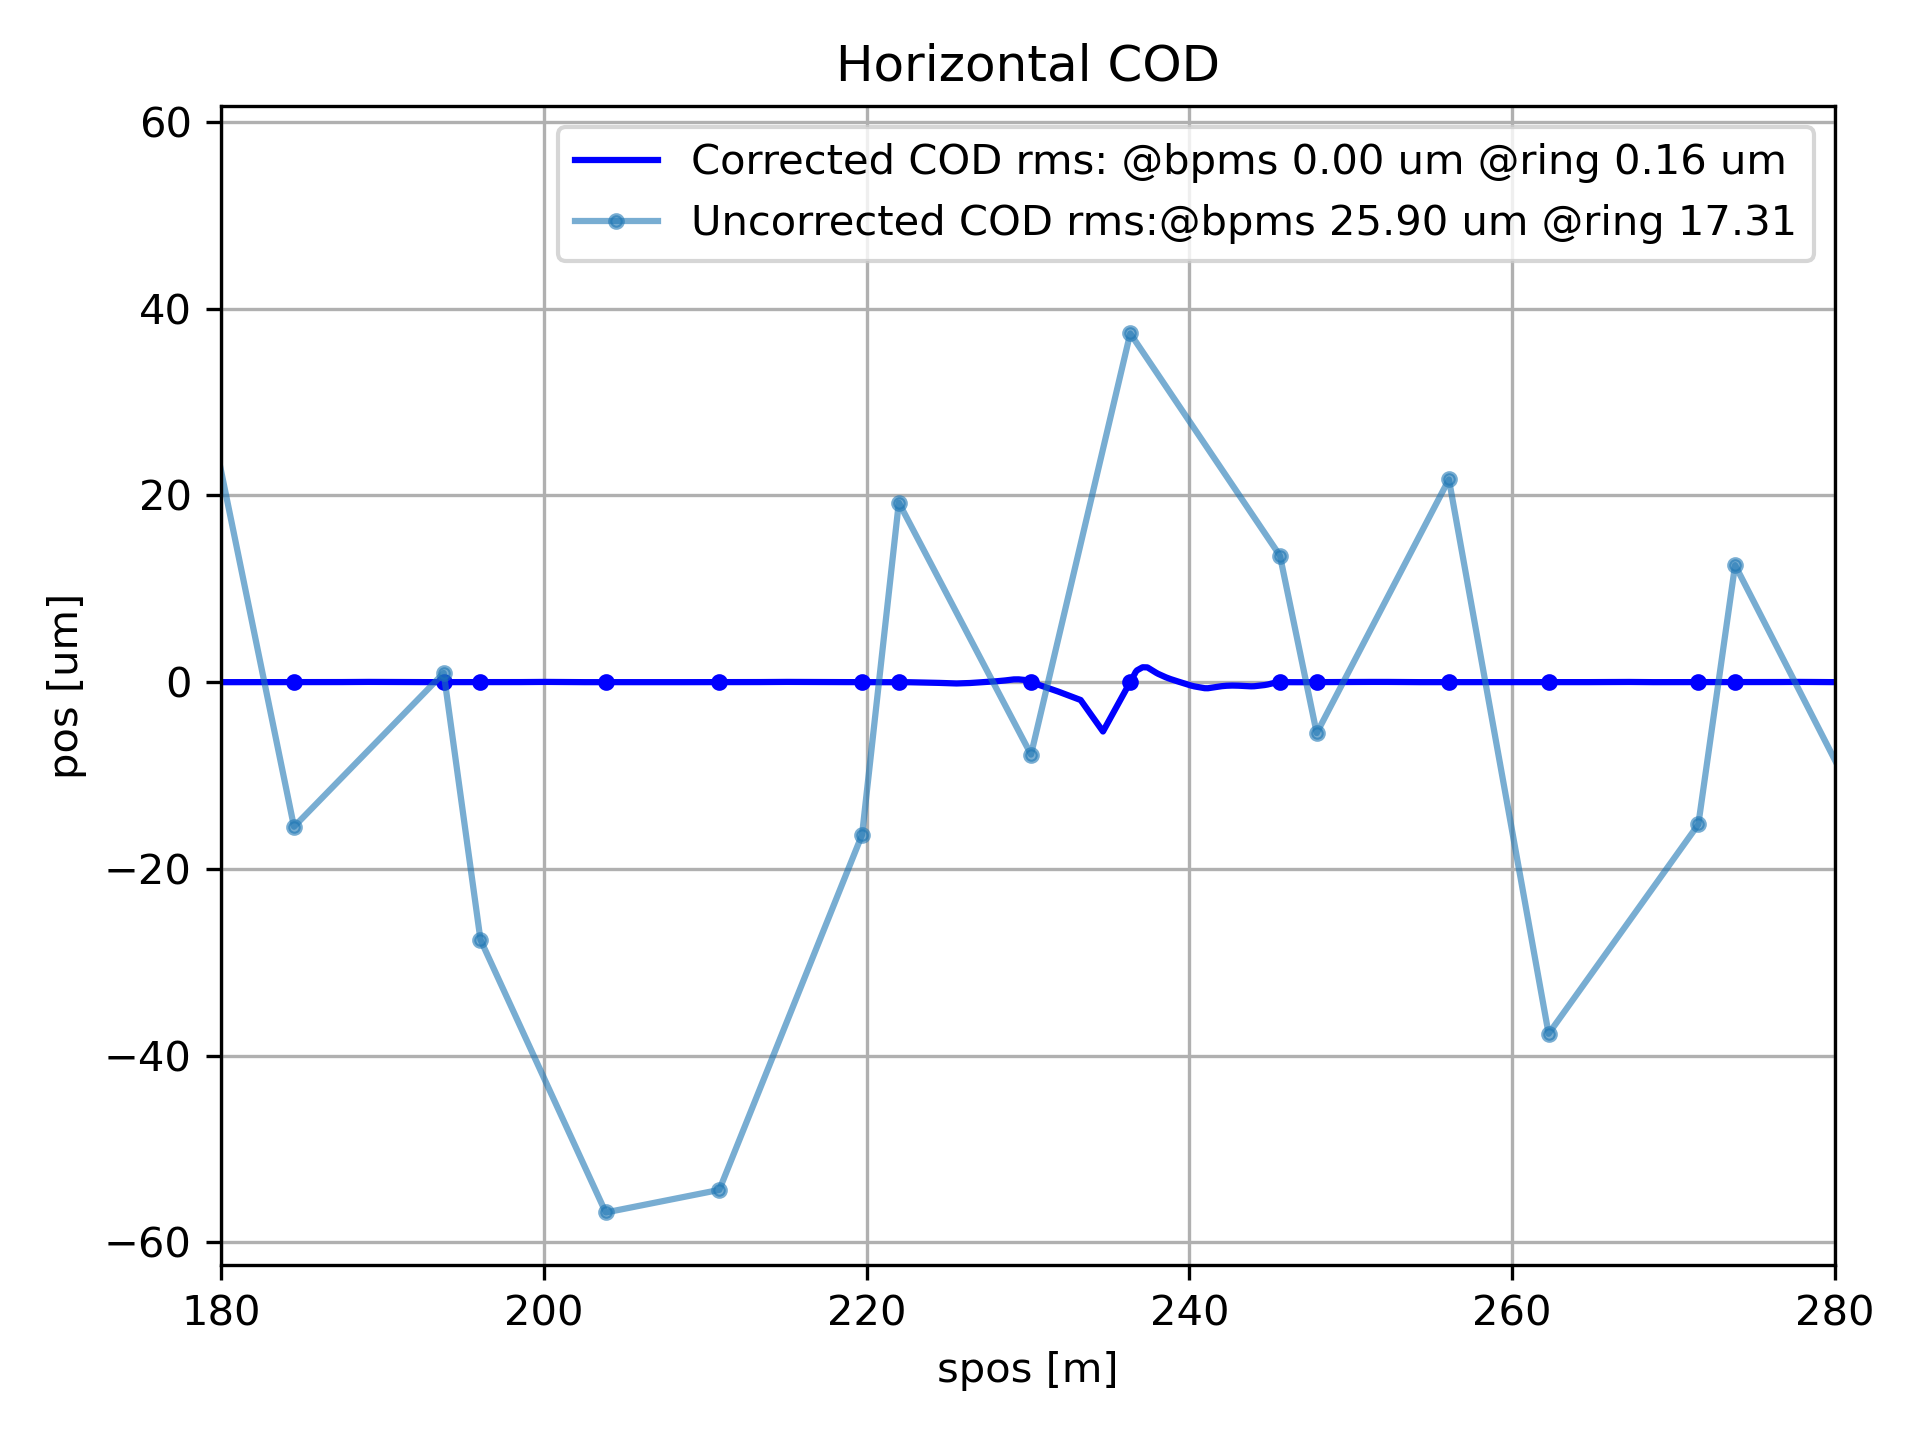 Horizontal COD
Corrected COD rms: @bpms 0.00 um @ring 0.16 um
Uncorrected COD rms:@bpms 25.90 um @ring 17.31
60
40
20
0
−20
−40
−60
pos [um]
180 200 220 240 260 280
spos [m]